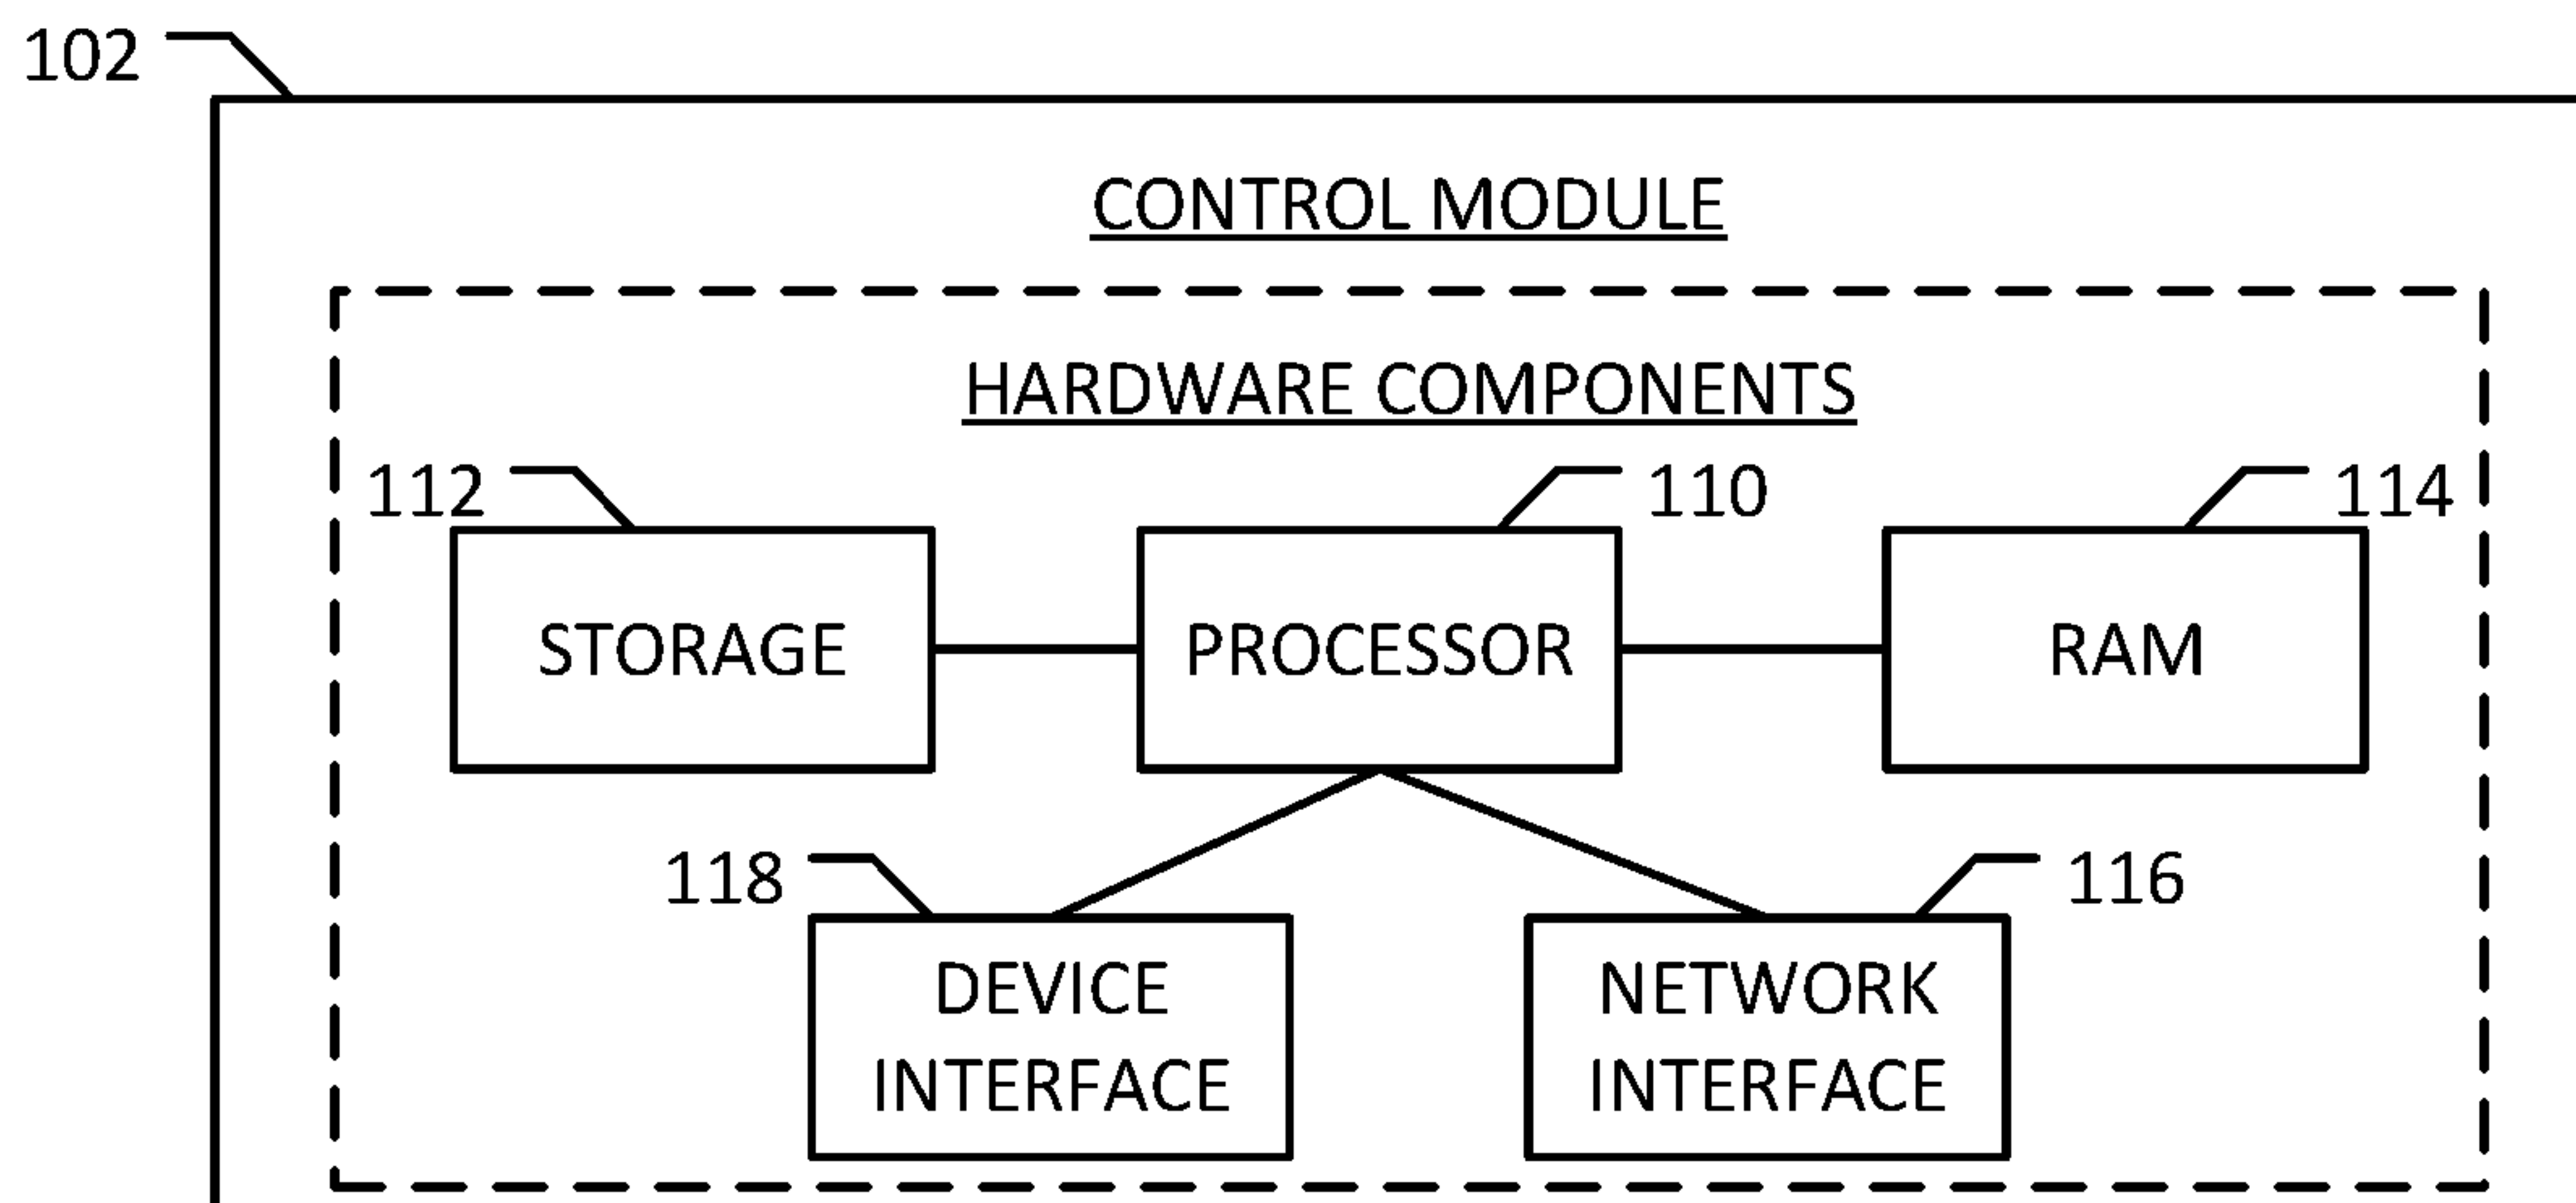 102
CONTROL MODULE
HARDWARE COMPONENTS
112
110
114
STORAGE
PROCESSOR
RAM
118
116
DEVICE
INTERFACE
NETWORK
INTERFACE